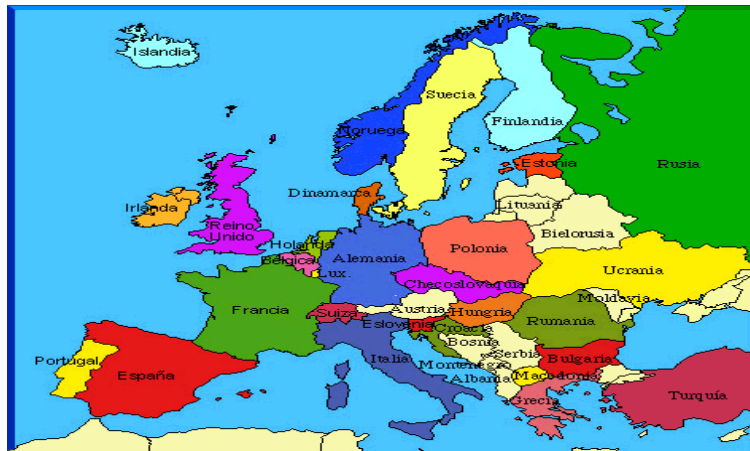 Islandia
Suecia
Noruega
Finlandia
Rusia
Estonia
Dinamarca
Irlanda
Lituania
Reino
Unido
Bielorusia
Holanda
Polonia
Bélgica
Alemania
Lux.
Ucrania
Checoslovaquia
Moldavia
Francia
Suiza
Austria
Hungria
Eslovenia
Rumania
Croacia
Bosnia
Serbia
Portugal
Italia
Montenegro
Bulgaria
España
Albania
Macedonia
Turquía
Grecia